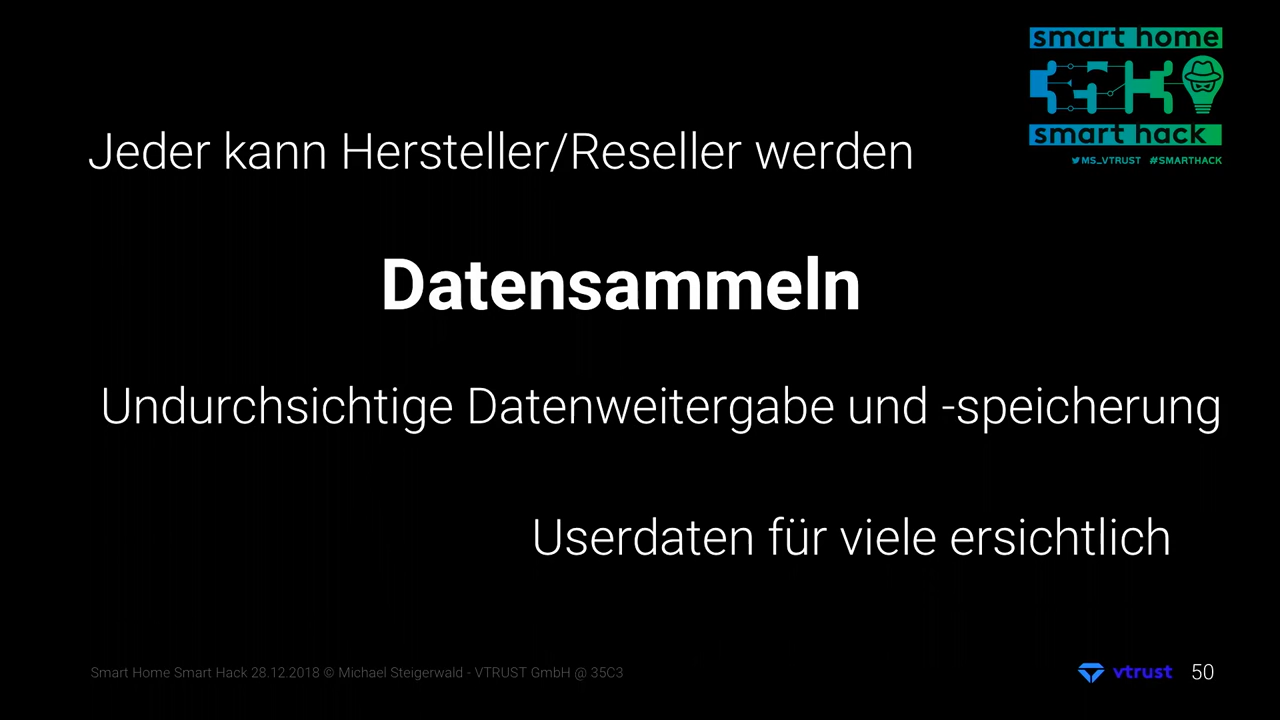 smart home
35C3
smart hack
MS_VTRUST #SMARTHACK
Jeder kann Hersteller/Reseller werden
Datensammeln
Undurchsichtige Datenweitergabe und -speicherung
Userdaten für viele ersichtlich
Smart Home Smart Hack 28.12.2018 © Michael Steigerwald - VTRUST GmbH @ 35C3
vtrust 50